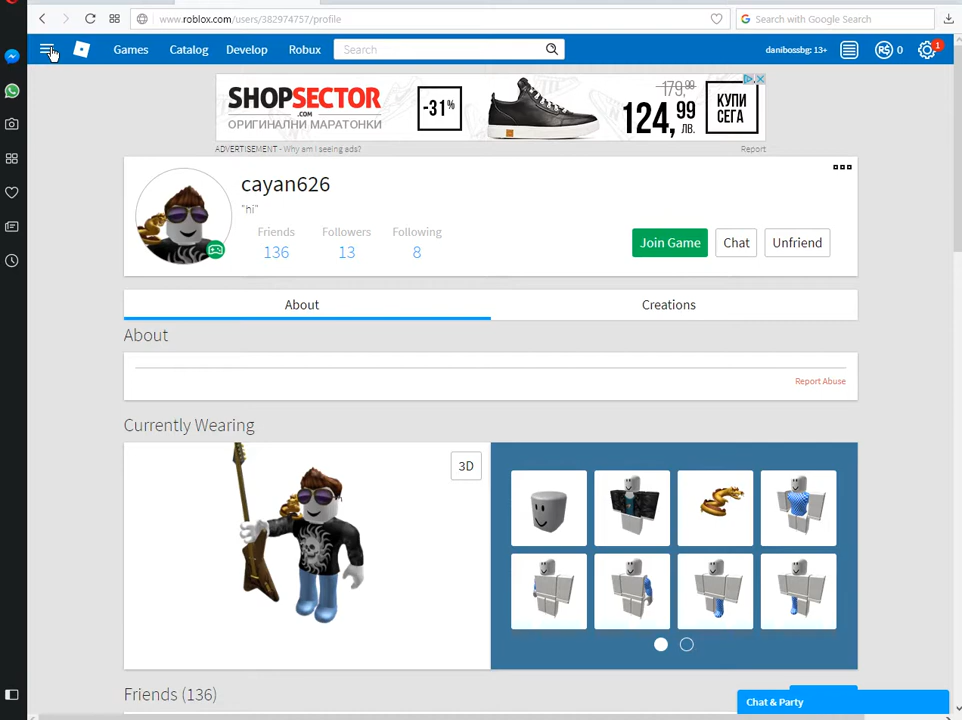 www.roblox.com/users/382974757/profile
Search with Google Search
Games Catalog Develop Robux Search danibossbg: 13+ R$ 0 1
SHOPSECTOR
.COM
ОРИГИНАЛНИ МАРАТОНКИ
-31%
179,99
124,99 ЛВ.
КУПИ
СЕГА
ADVERTISEMENT - Why am I seeing ads? Report
cayan626
"hi"
Friends Followers Following
136 13 8
Join Game Chat Unfriend
About Creations
About
Report Abuse
Currently Wearing
3D
Friends (136)
Chat & Party